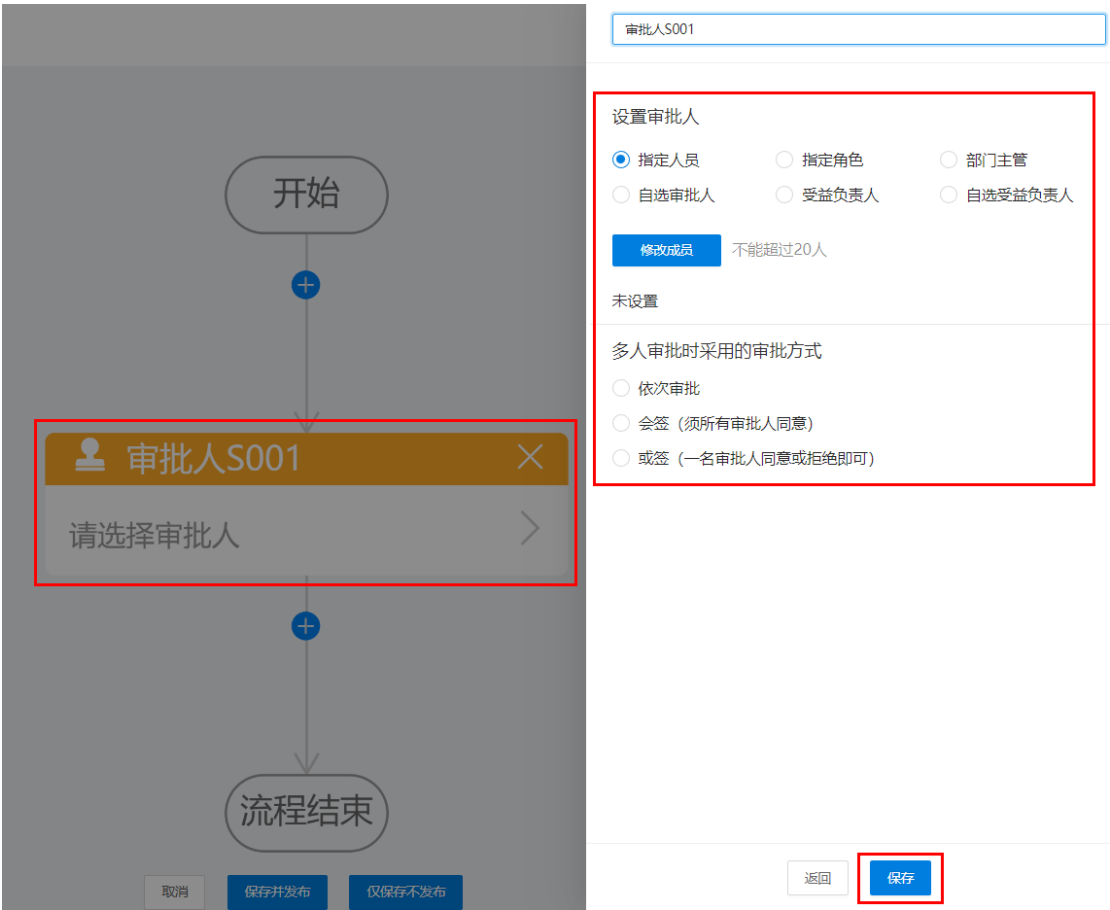 开始
审批人S001
请选择审批人
流程结束
取消
保存并发布
仅保存不发布
审批人S001
设置审批人
指定人员 指定角色 部门主管
自选审批人 受益负责人 自选受益负责人
修改成员 不能超过20人
未设置
多人审批时采用的审批方式
依次审批
会签（须所有审批人同意）
或签（一名审批人同意或拒绝即可）
返回
保存